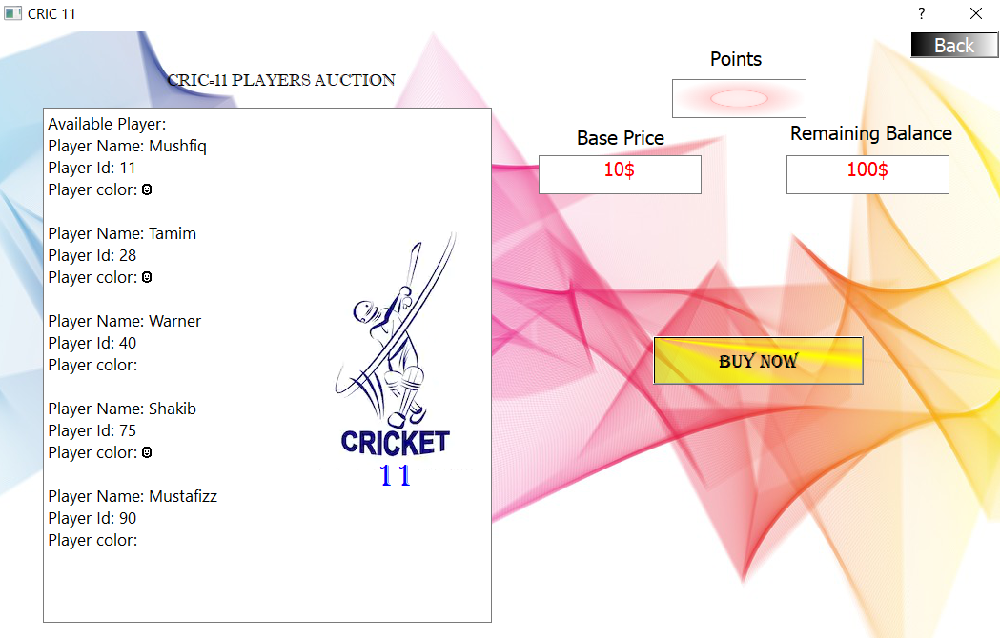 CRIC 11
?
Back
Points
CRIC-11 PLAYERS AUCTION
Base Price
Remaining Balance
10$
100$
Available Player:
Player Name: Mushfiq
Player Id: 11
Player color: 0
Player Name: Tamim
Player Id: 28
Player color: 0
Player Name: Warner
Player Id: 40
Player color:
Player Name: Shakib
Player Id: 75
Player color: 0
Player Name: Mustafizz
Player Id: 90
Player color:
CRICKET
11
BUY NOW